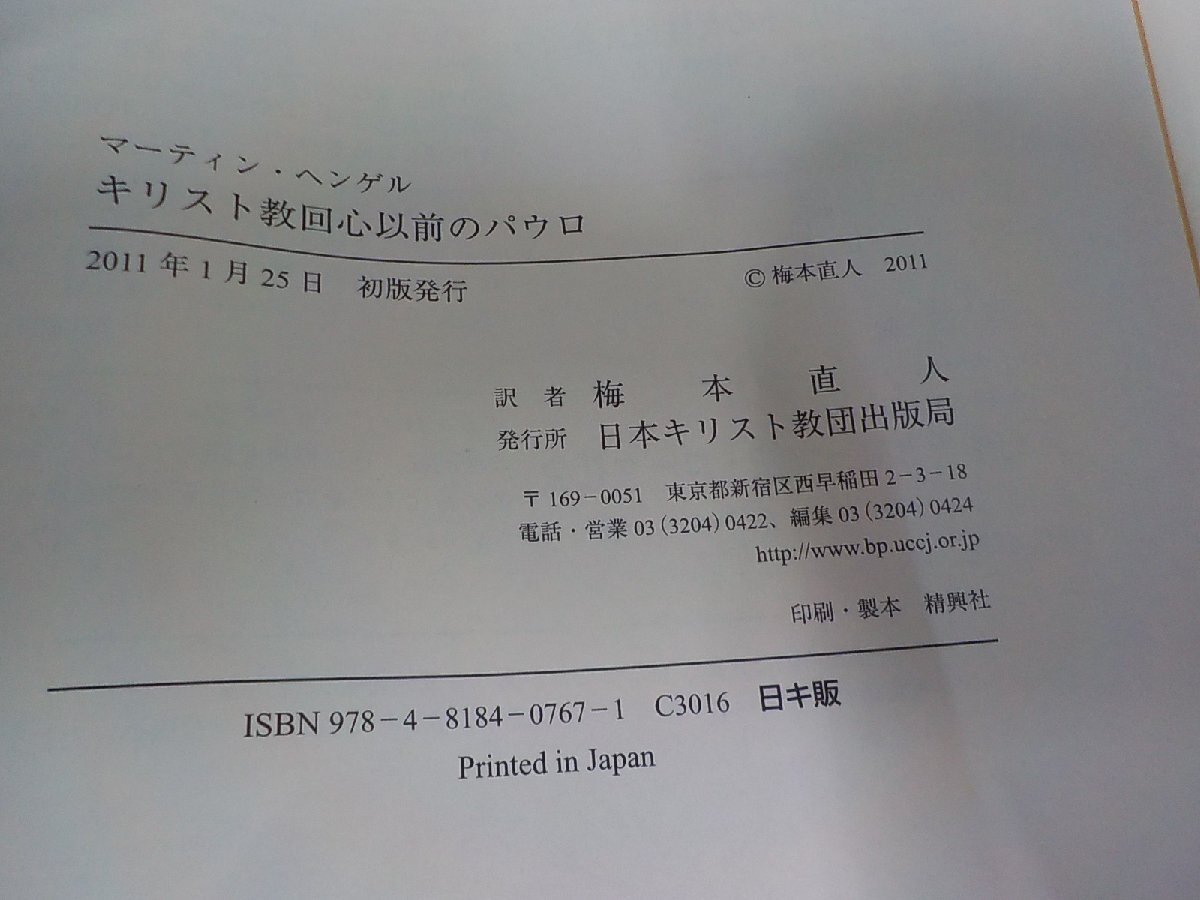 マーティン・ヘンゲル
キリスト教回心以前のパウロ
2011年1月25日　初版発行　© 梅本直人　2011
訳　者　梅　本　直　人
発行所　日本キリスト教団出版局
〒169-0051　東京都新宿区西早稲田2-3-18
電話・営業03(3204)0422、編集03(3204)0424
http://www.bp.uccj.or.jp
印刷・製本　精興社
ISBN 978-4-8184-0767-1　C3016　日キ販
Printed in Japan